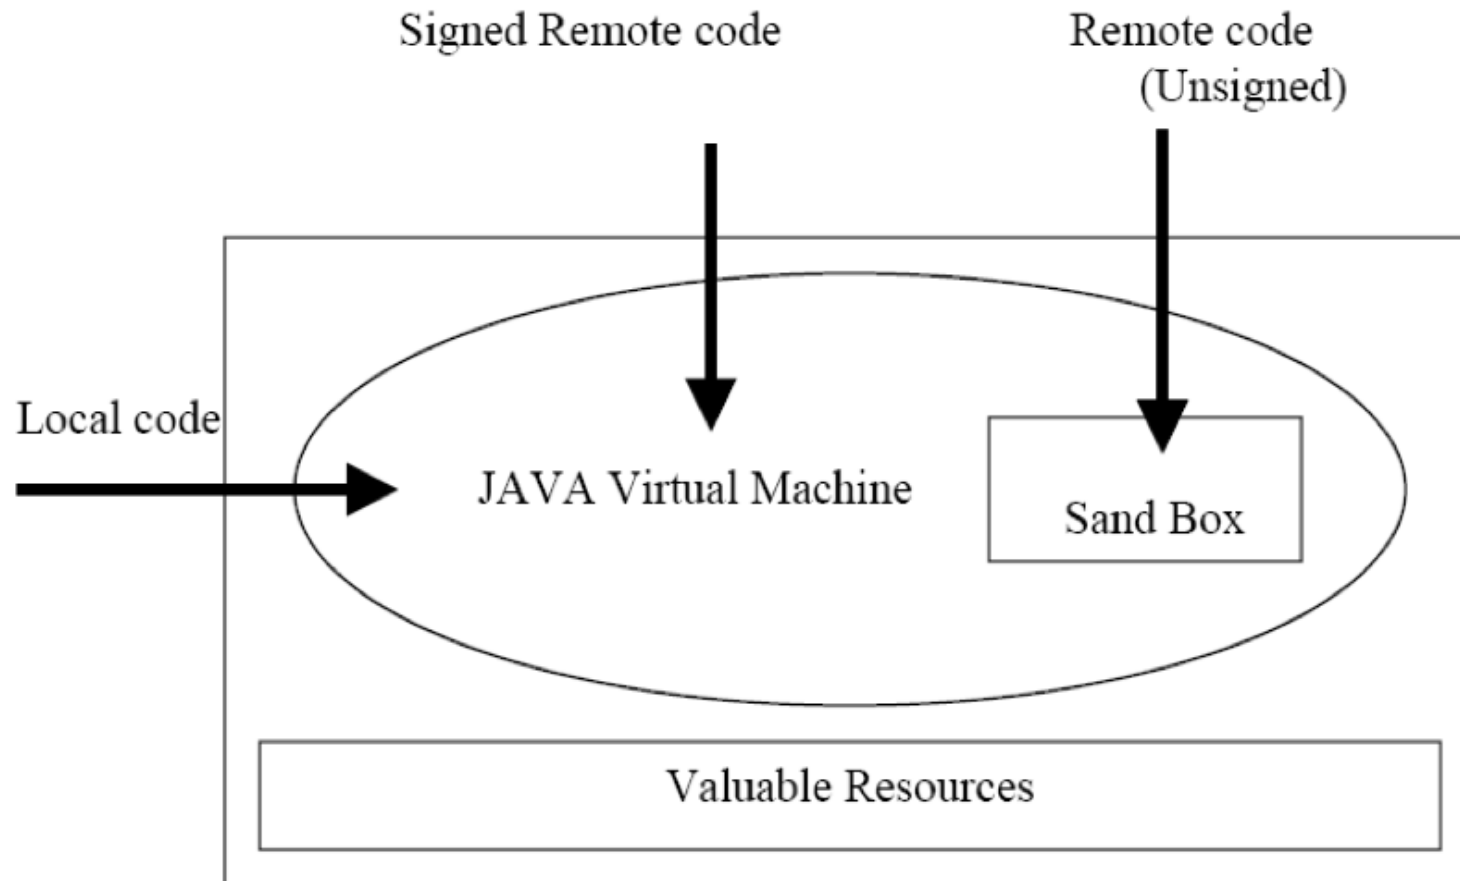 Signed Remote code
Remote code
(Unsigned)
Local code
JAVA Virtual Machine
Sand Box
Valuable Resources